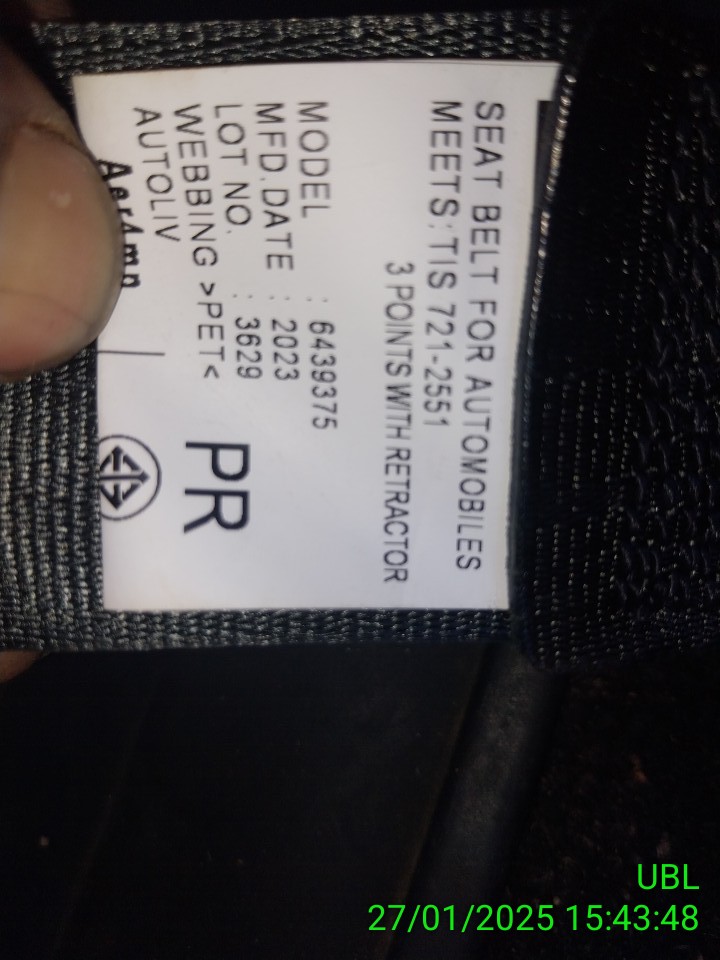 SEAT BELT FOR AUTOMOBILES
MEETS:TIS 721-2551
3 POINTS WITH RETRACTOR
MODEL : 6439375
MFD.DATE : 2023
LOT NO. : 3629
WEBBING >PET<
PR
AUTOLIV
UBL
27/01/2025 15:43:48